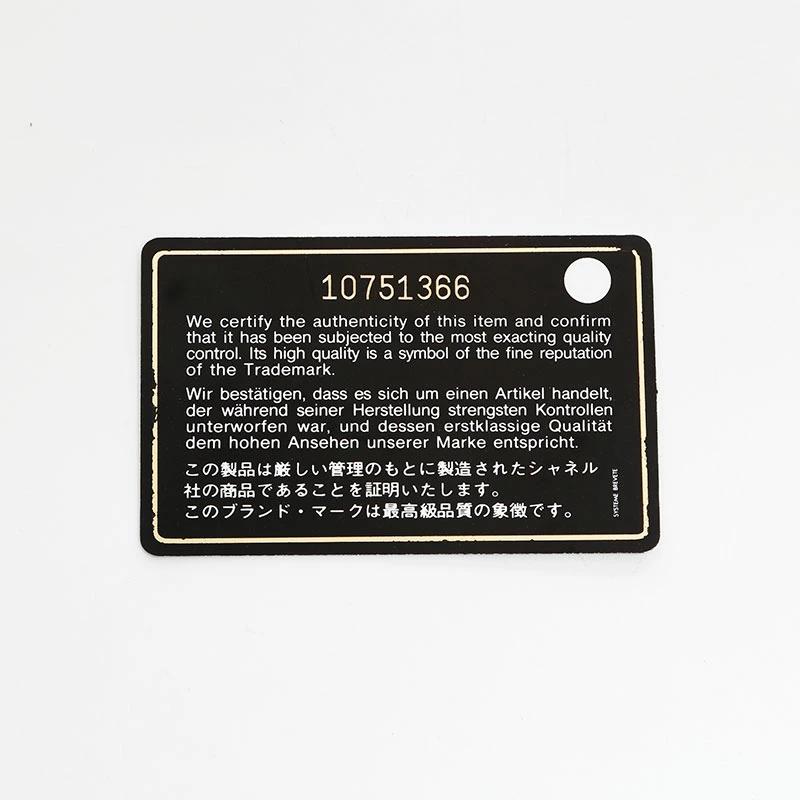 10751366
We certify the authenticity of this item and confirm
that it has been subjected to the most exacting quality
control. Its high quality is a symbol of the fine reputation
of the Trademark.
Wir bestätigen, dass es sich um einen Artikel handelt,
der während seiner Herstellung strengsten Kontrollen
unterworfen war, und dessen erstklassige Qualität
dem hohen Ansehen unserer Marke entspricht.
この製品は厳しい管理のもとに製造されたシャネル
社の商品であることを証明いたします。
このブランド・マークは最高級品質の象徴です。
SYSTEME BREVETE